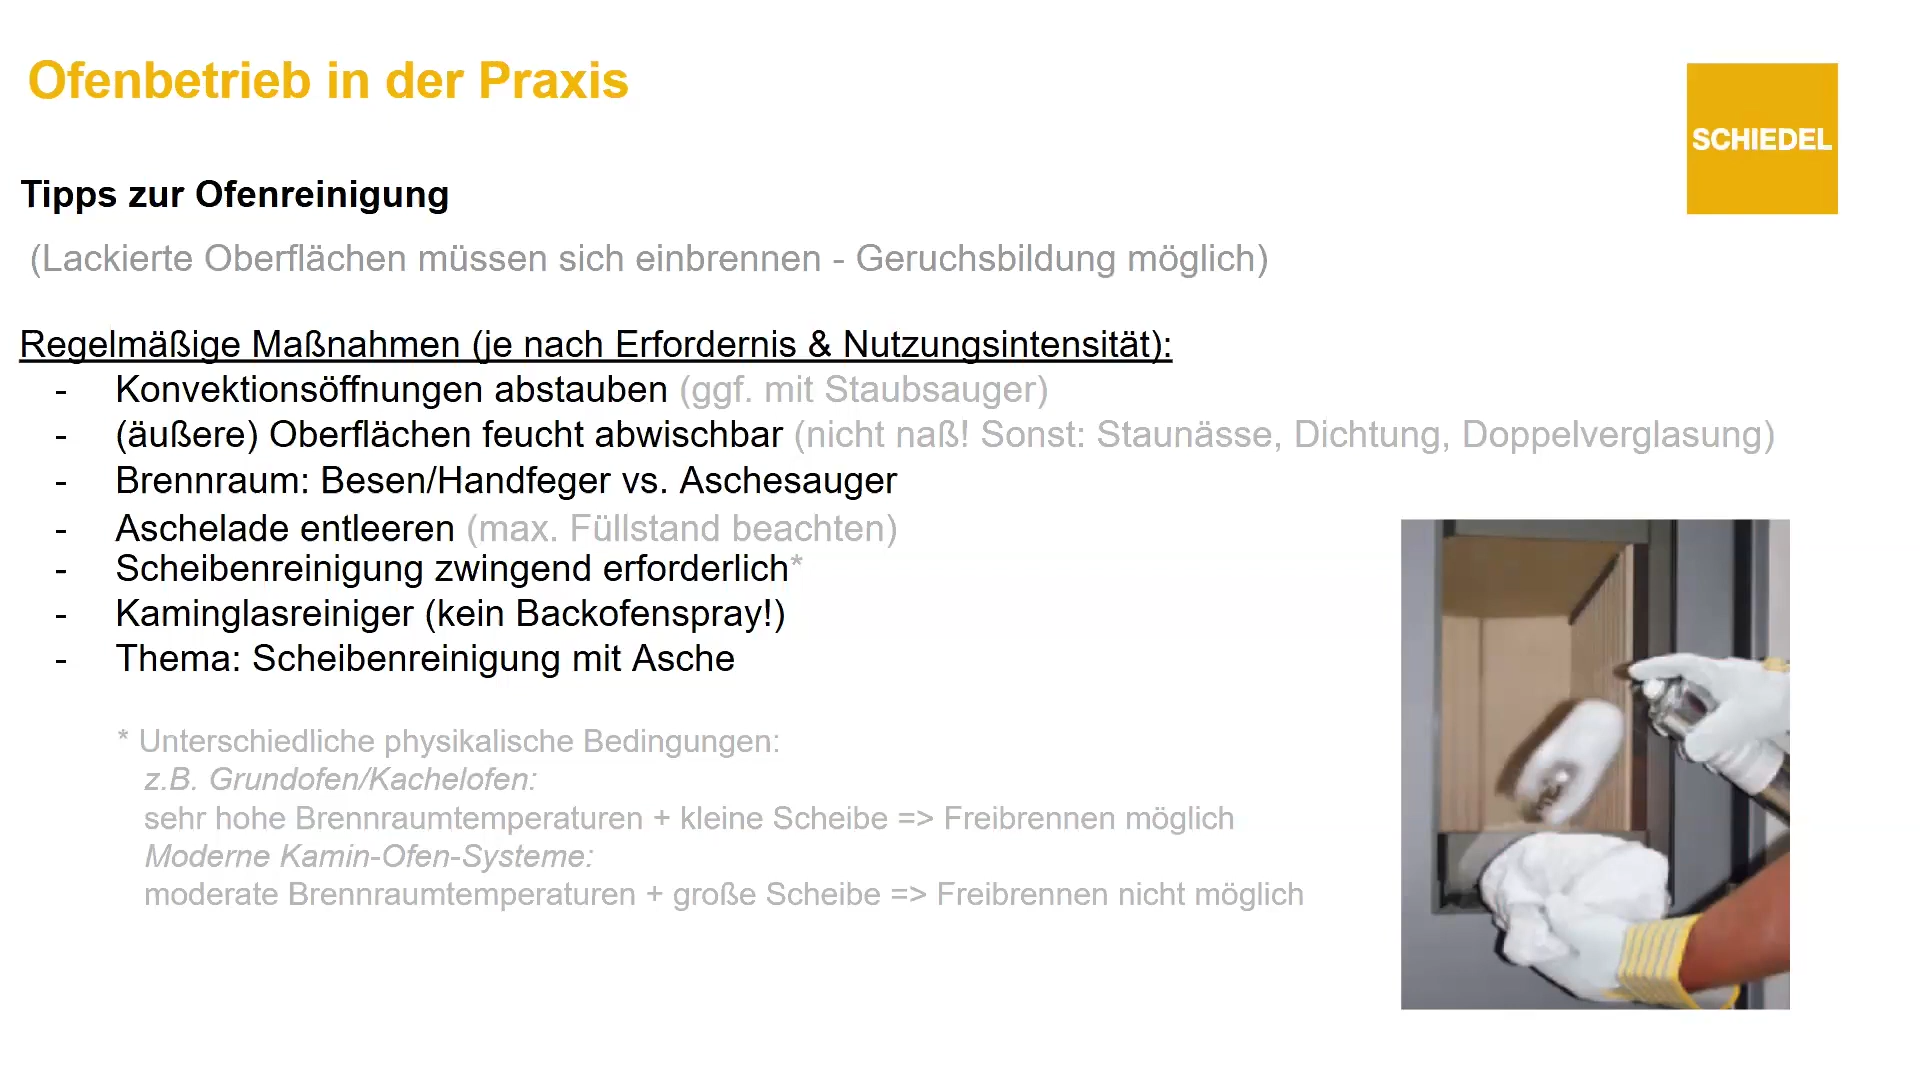 Ofenbetrieb in der Praxis
SCHIEDEL
Tipps zur Ofenreinigung
(Lackierte Oberflächen müssen sich einbrennen - Geruchsbildung möglich)
Regelmäßige Maßnahmen (je nach Erfordernis & Nutzungsintensität):
- Konvektionsöffnungen abstauben (ggf. mit Staubsauger)
- (äußere) Oberflächen feucht abwischbar (nicht naß! Sonst: Staunässe, Dichtung, Doppelverglasung)
- Brennraum: Besen/Handfeger vs. Aschesauger
- Aschelade entleeren (max. Füllstand beachten)
- Scheibenreinigung zwingend erforderlich*
- Kaminglasreiniger (kein Backofenspray!)
- Thema: Scheibenreinigung mit Asche
* Unterschiedliche physikalische Bedingungen:
z.B. Grundofen/Kachelofen:
sehr hohe Brennraumtemperaturen + kleine Scheibe => Freibrennen möglich
Moderne Kamin-Ofen-Systeme:
moderate Brennraumtemperaturen + große Scheibe => Freibrennen nicht möglich